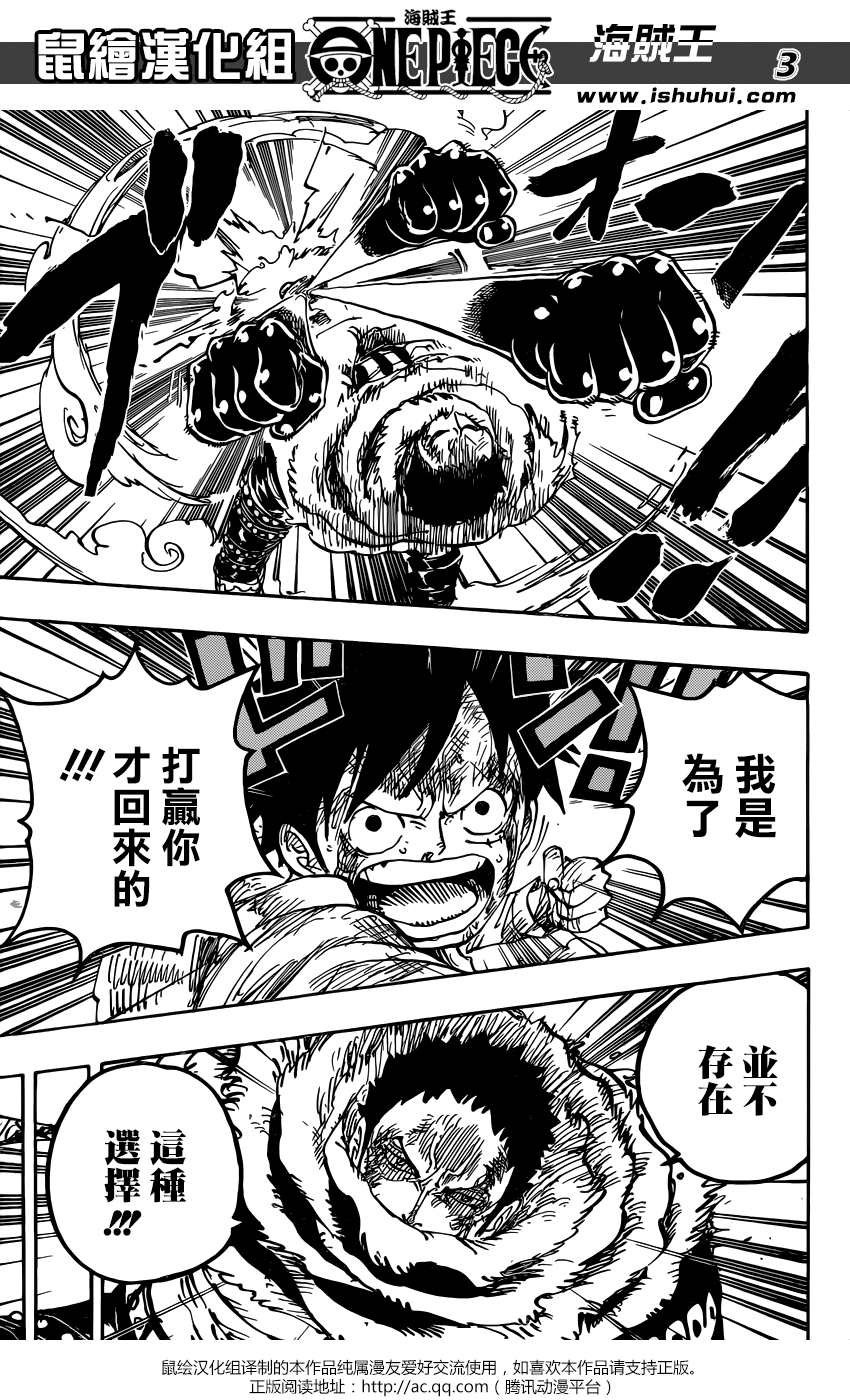 鼠繪漢化組
海賊王
ONE PIECE
海賊王
3
www.ishuhui.com
我是
為了
打贏你
才回來的
!!!
並不
存在
這種
選擇!!!
鼠绘汉化组译制的本作品纯属漫友爱好交流使用，如喜欢本作品请支持正版。
正版阅读地址：http://ac.qq.com（腾讯动漫平台）